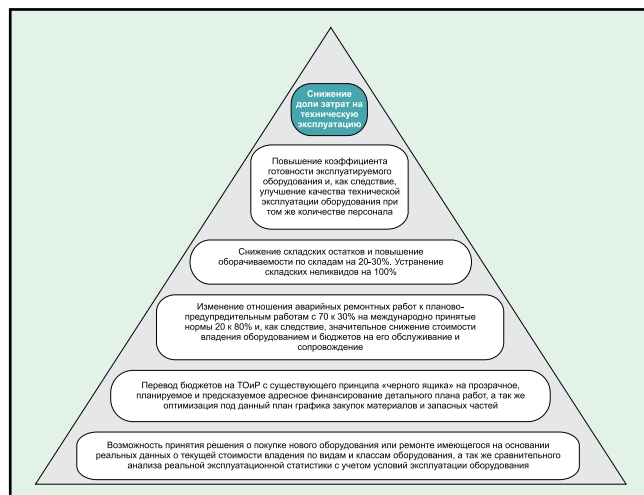 Снижение
доли затрат на
техническую
эксплуатацию
Повышение коэффициента
готовности эксплуатируемого
оборудования и, как следствие,
улучшение качества технической
эксплуатации оборудования при
том же количестве персонала
Снижение складских остатков и повышение
оборачиваемости по складам на 20-30%. Устранение
складских неликвидов на 100%
Изменение отношения аварийных ремонтных работ к планово-
предупредительным работам с 70 к 30% на международно принятые
нормы 20 к 80% и, как следствие, значительное снижение стоимости
владения оборудованием и бюджетов на его обслуживание и
сопровождение
Перевод бюджетов на ТОиР с существующего принципа «черного ящика» на прозрачное,
планируемое и предсказуемое адресное финансирование детального плана работ, а так же
оптимизация под данный план графика закупок материалов и запасных частей
Возможность принятия решения о покупке нового оборудования или ремонте имеющегося на основании
реальных данных о текущей стоимости владения по видам и классам оборудования, а так же сравнительного
анализа реальной эксплуатационной статистики с учетом условий эксплуатации оборудования